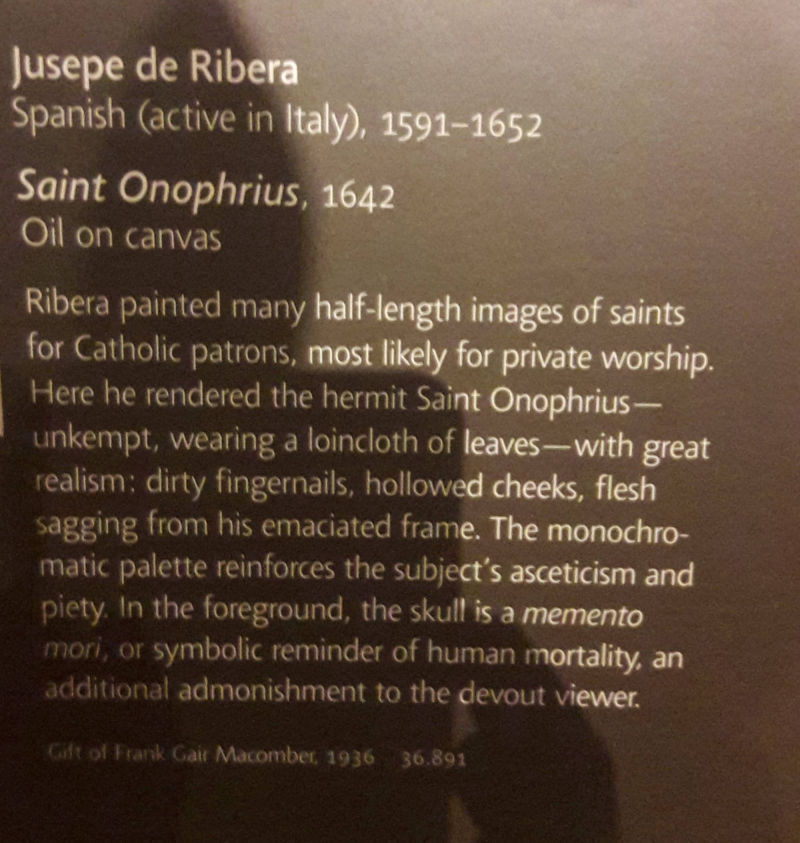 Jusepe de Ribera
Spanish (active in Italy), 1591–1652
Saint Onophrius, 1642
Oil on canvas
Ribera painted many half-length images of saints
for Catholic patrons, most likely for private worship.
Here he rendered the hermit Saint Onophrius—
unkempt, wearing a loincloth of leaves—with great
realism: dirty fingernails, hollowed cheeks, flesh
sagging from his emaciated frame. The monochro-
matic palette reinforces the subject's asceticism and
piety. In the foreground, the skull is a memento
mori, or symbolic reminder of human mortality, an
additional admonishment to the devout viewer.
Gift of Frank Gair Macomber, 1936 36.891